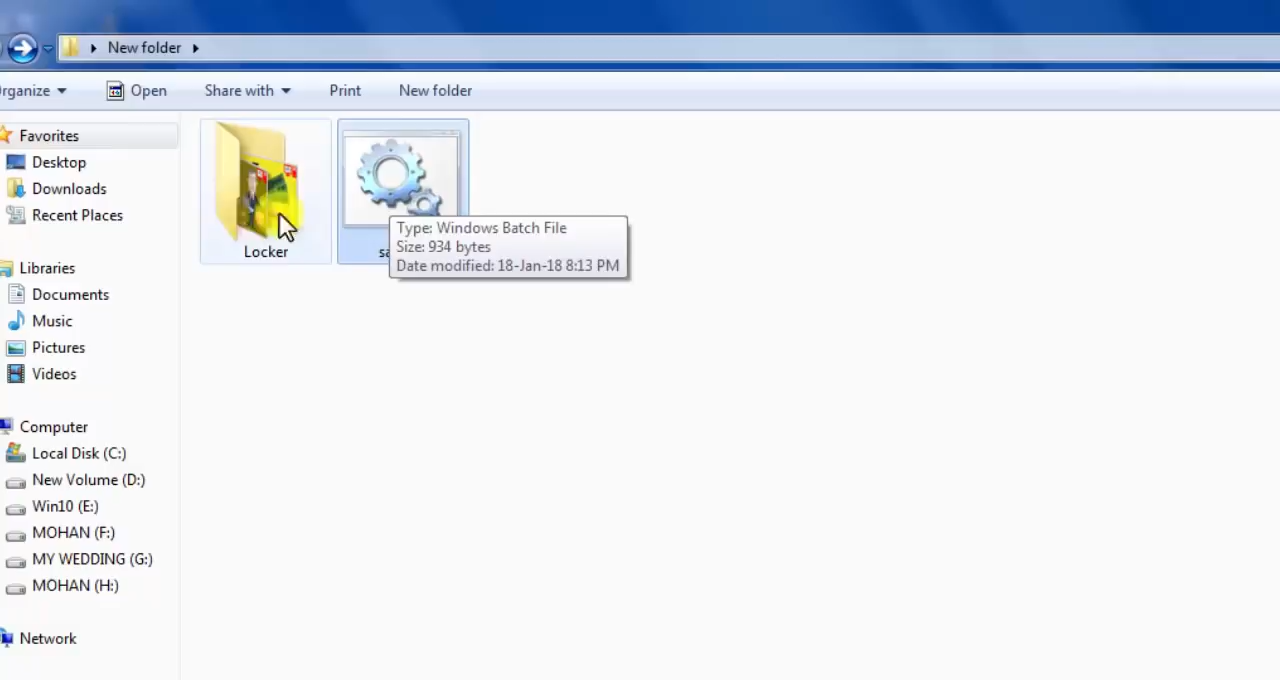 New folder
Open
Share with
Print
New folder
Favorites
Desktop
Downloads
Recent Places
Libraries
Documents
Music
Pictures
Videos
Computer
Local Disk (C:)
New Volume (D:)
Win10 (E:)
MOHAN (F:)
MY WEDDING (G:)
MOHAN (H:)
Network
Locker
Type: Windows Batch File
Size: 934 bytes
Date modified: 18-Jan-18 8:13 PM